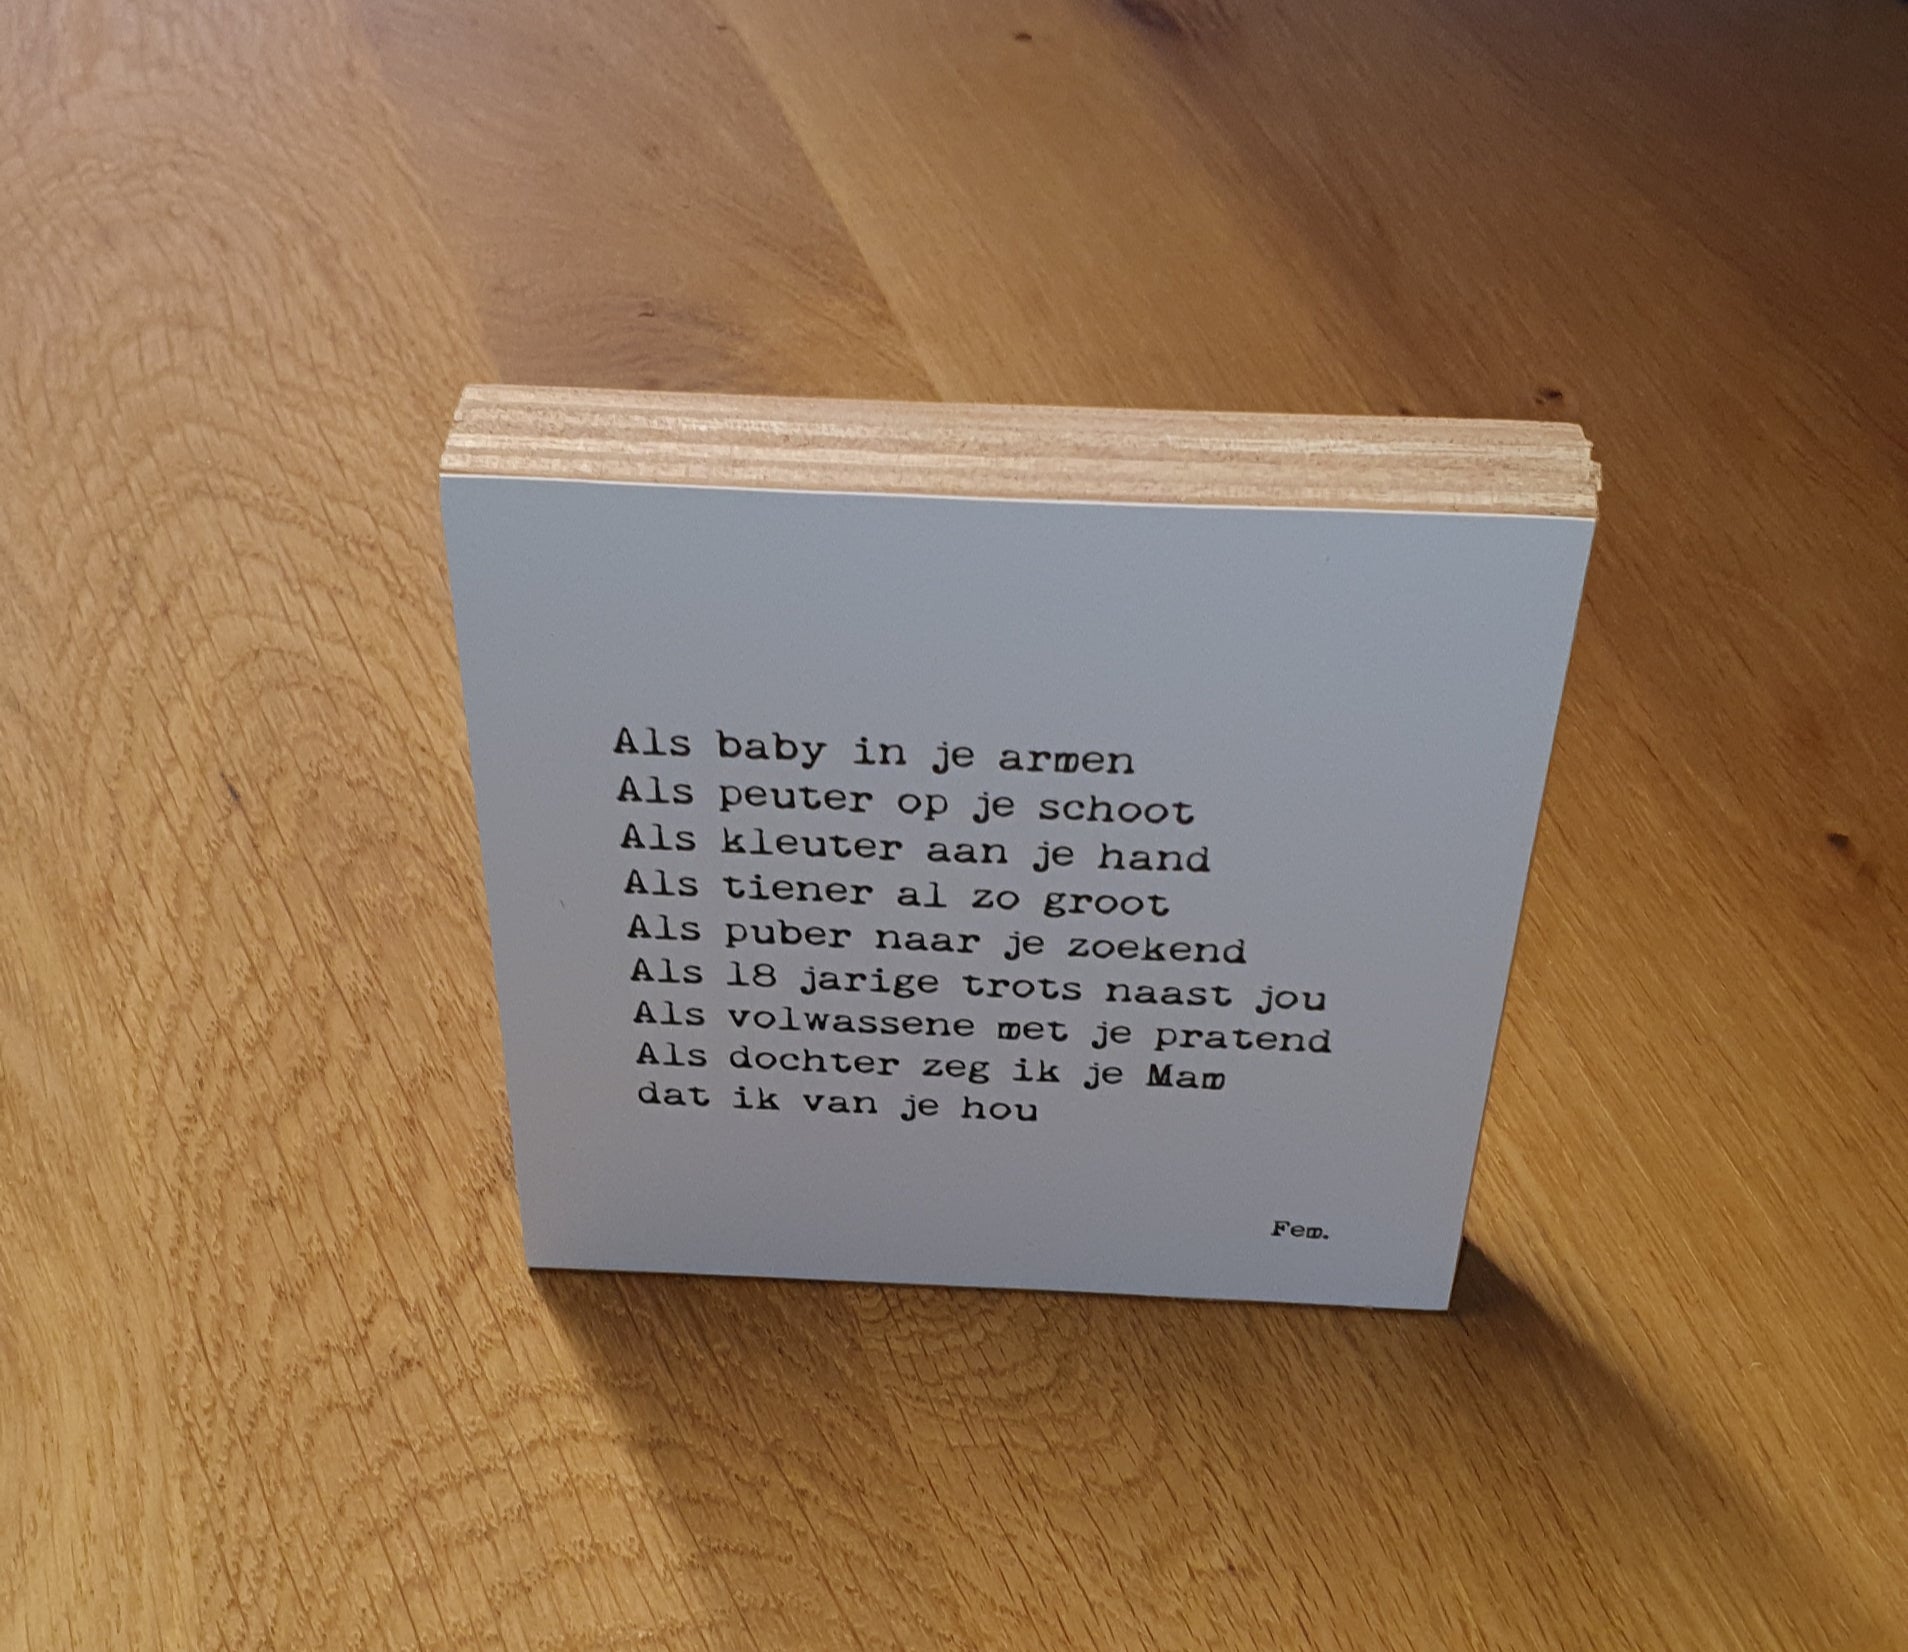 Als baby in je armen
Als peuter op je schoot
Als kleuter aan je hand
Als tiener al zo groot
Als puber naar je zoekend
Als 18 jarige trots naast jou
Als volwassene met je pratend
Als dochter zeg ik je Mam
dat ik van je hou
Fem.